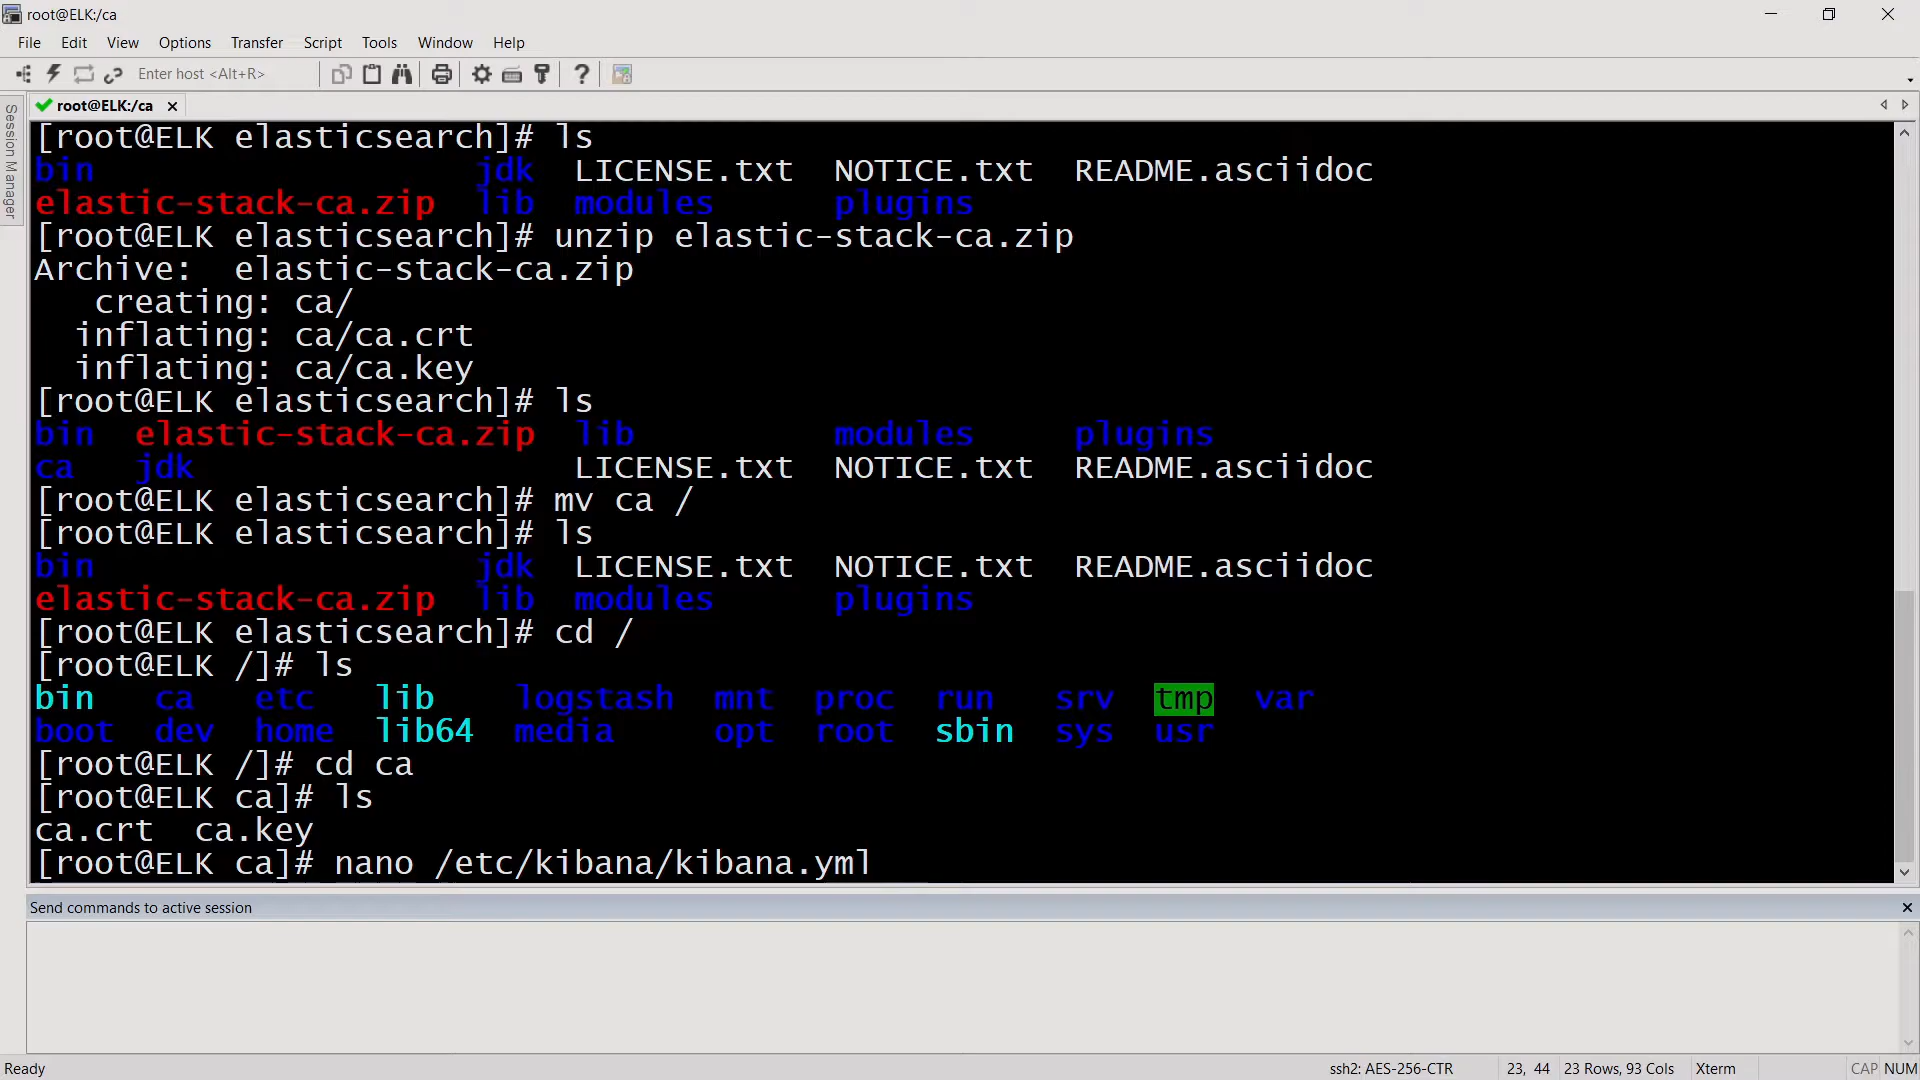 root@ELK:/ca
File Edit View Options Transfer Script Tools Window Help
Enter host <Alt+R>
root@ELK:/ca
Session Manager
[root@ELK elasticsearch]# ls
bin jdk LICENSE.txt NOTICE.txt README.asciidoc
elastic-stack-ca.zip lib modules plugins
[root@ELK elasticsearch]# unzip elastic-stack-ca.zip
Archive:  elastic-stack-ca.zip
   creating: ca/
  inflating: ca/ca.crt
  inflating: ca/ca.key
[root@ELK elasticsearch]# ls
bin elastic-stack-ca.zip lib modules plugins
ca jdk LICENSE.txt NOTICE.txt README.asciidoc
[root@ELK elasticsearch]# mv ca /
[root@ELK elasticsearch]# ls
bin jdk LICENSE.txt NOTICE.txt README.asciidoc
elastic-stack-ca.zip lib modules plugins
[root@ELK elasticsearch]# cd /
[root@ELK /]# ls
bin ca etc lib logstash mnt proc run srv tmp var
boot dev home lib64 media opt root sbin sys usr
[root@ELK /]# cd ca
[root@ELK ca]# ls
ca.crt ca.key
[root@ELK ca]# nano /etc/kibana/kibana.yml
Send commands to active session
Ready ssh2: AES-256-CTR 23, 44 23 Rows, 93 Cols Xterm CAP NUM